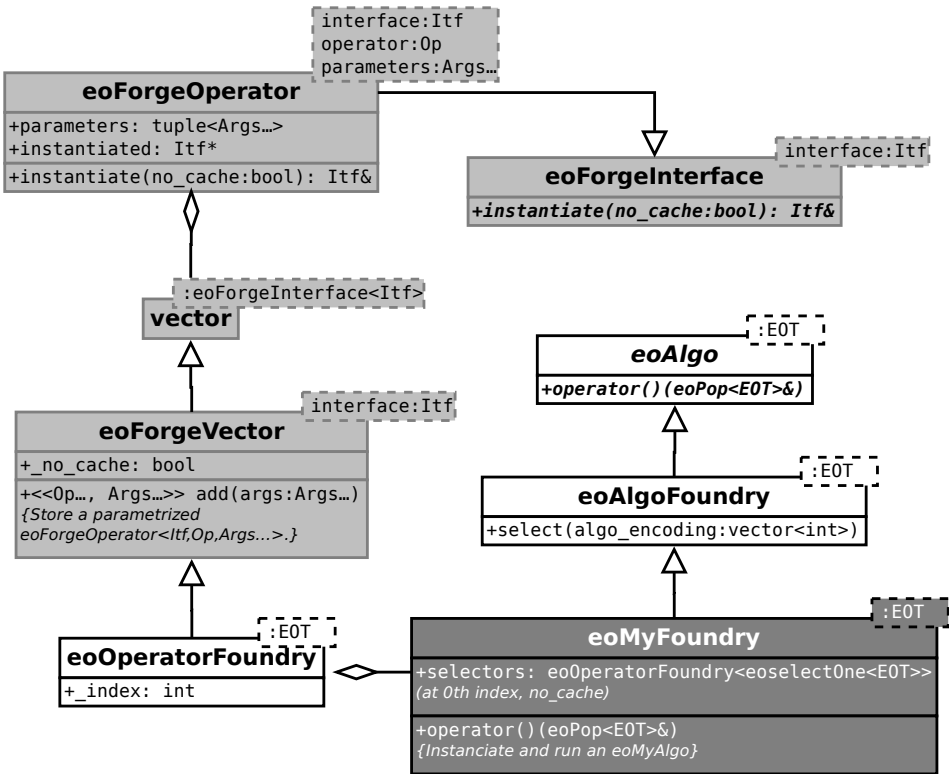 interface:Itf
operator:Op
parameters:Args…
eoForgeOperator
+parameters: tuple<Args…>
+instantiated: Itf*
+instantiate(no_cache:bool): Itf&
interface:Itf
eoForgeInterface
+instantiate(no_cache:bool): Itf&
:eoForgeInterface<Itf>
vector
:EOT
eoAlgo
+operator()(eoPop<EOT>&)
interface:Itf
eoForgeVector
+_no_cache: bool
+<<Op…, Args…>> add(args:Args…)
{Store a parametrized
eoForgeOperator<Itf,Op,Args…>.}
:EOT
eoAlgoFoundry
+select(algo_encoding:vector<int>)
:EOT
eoOperatorFoundry
+_index: int
:EOT
eoMyFoundry
+selectors: eoOperatorFoundry<eoselectOne<EOT>>
(at 0th index, no_cache)
+operator()(eoPop<EOT>&)
{Instanciate and run an eoMyAlgo}